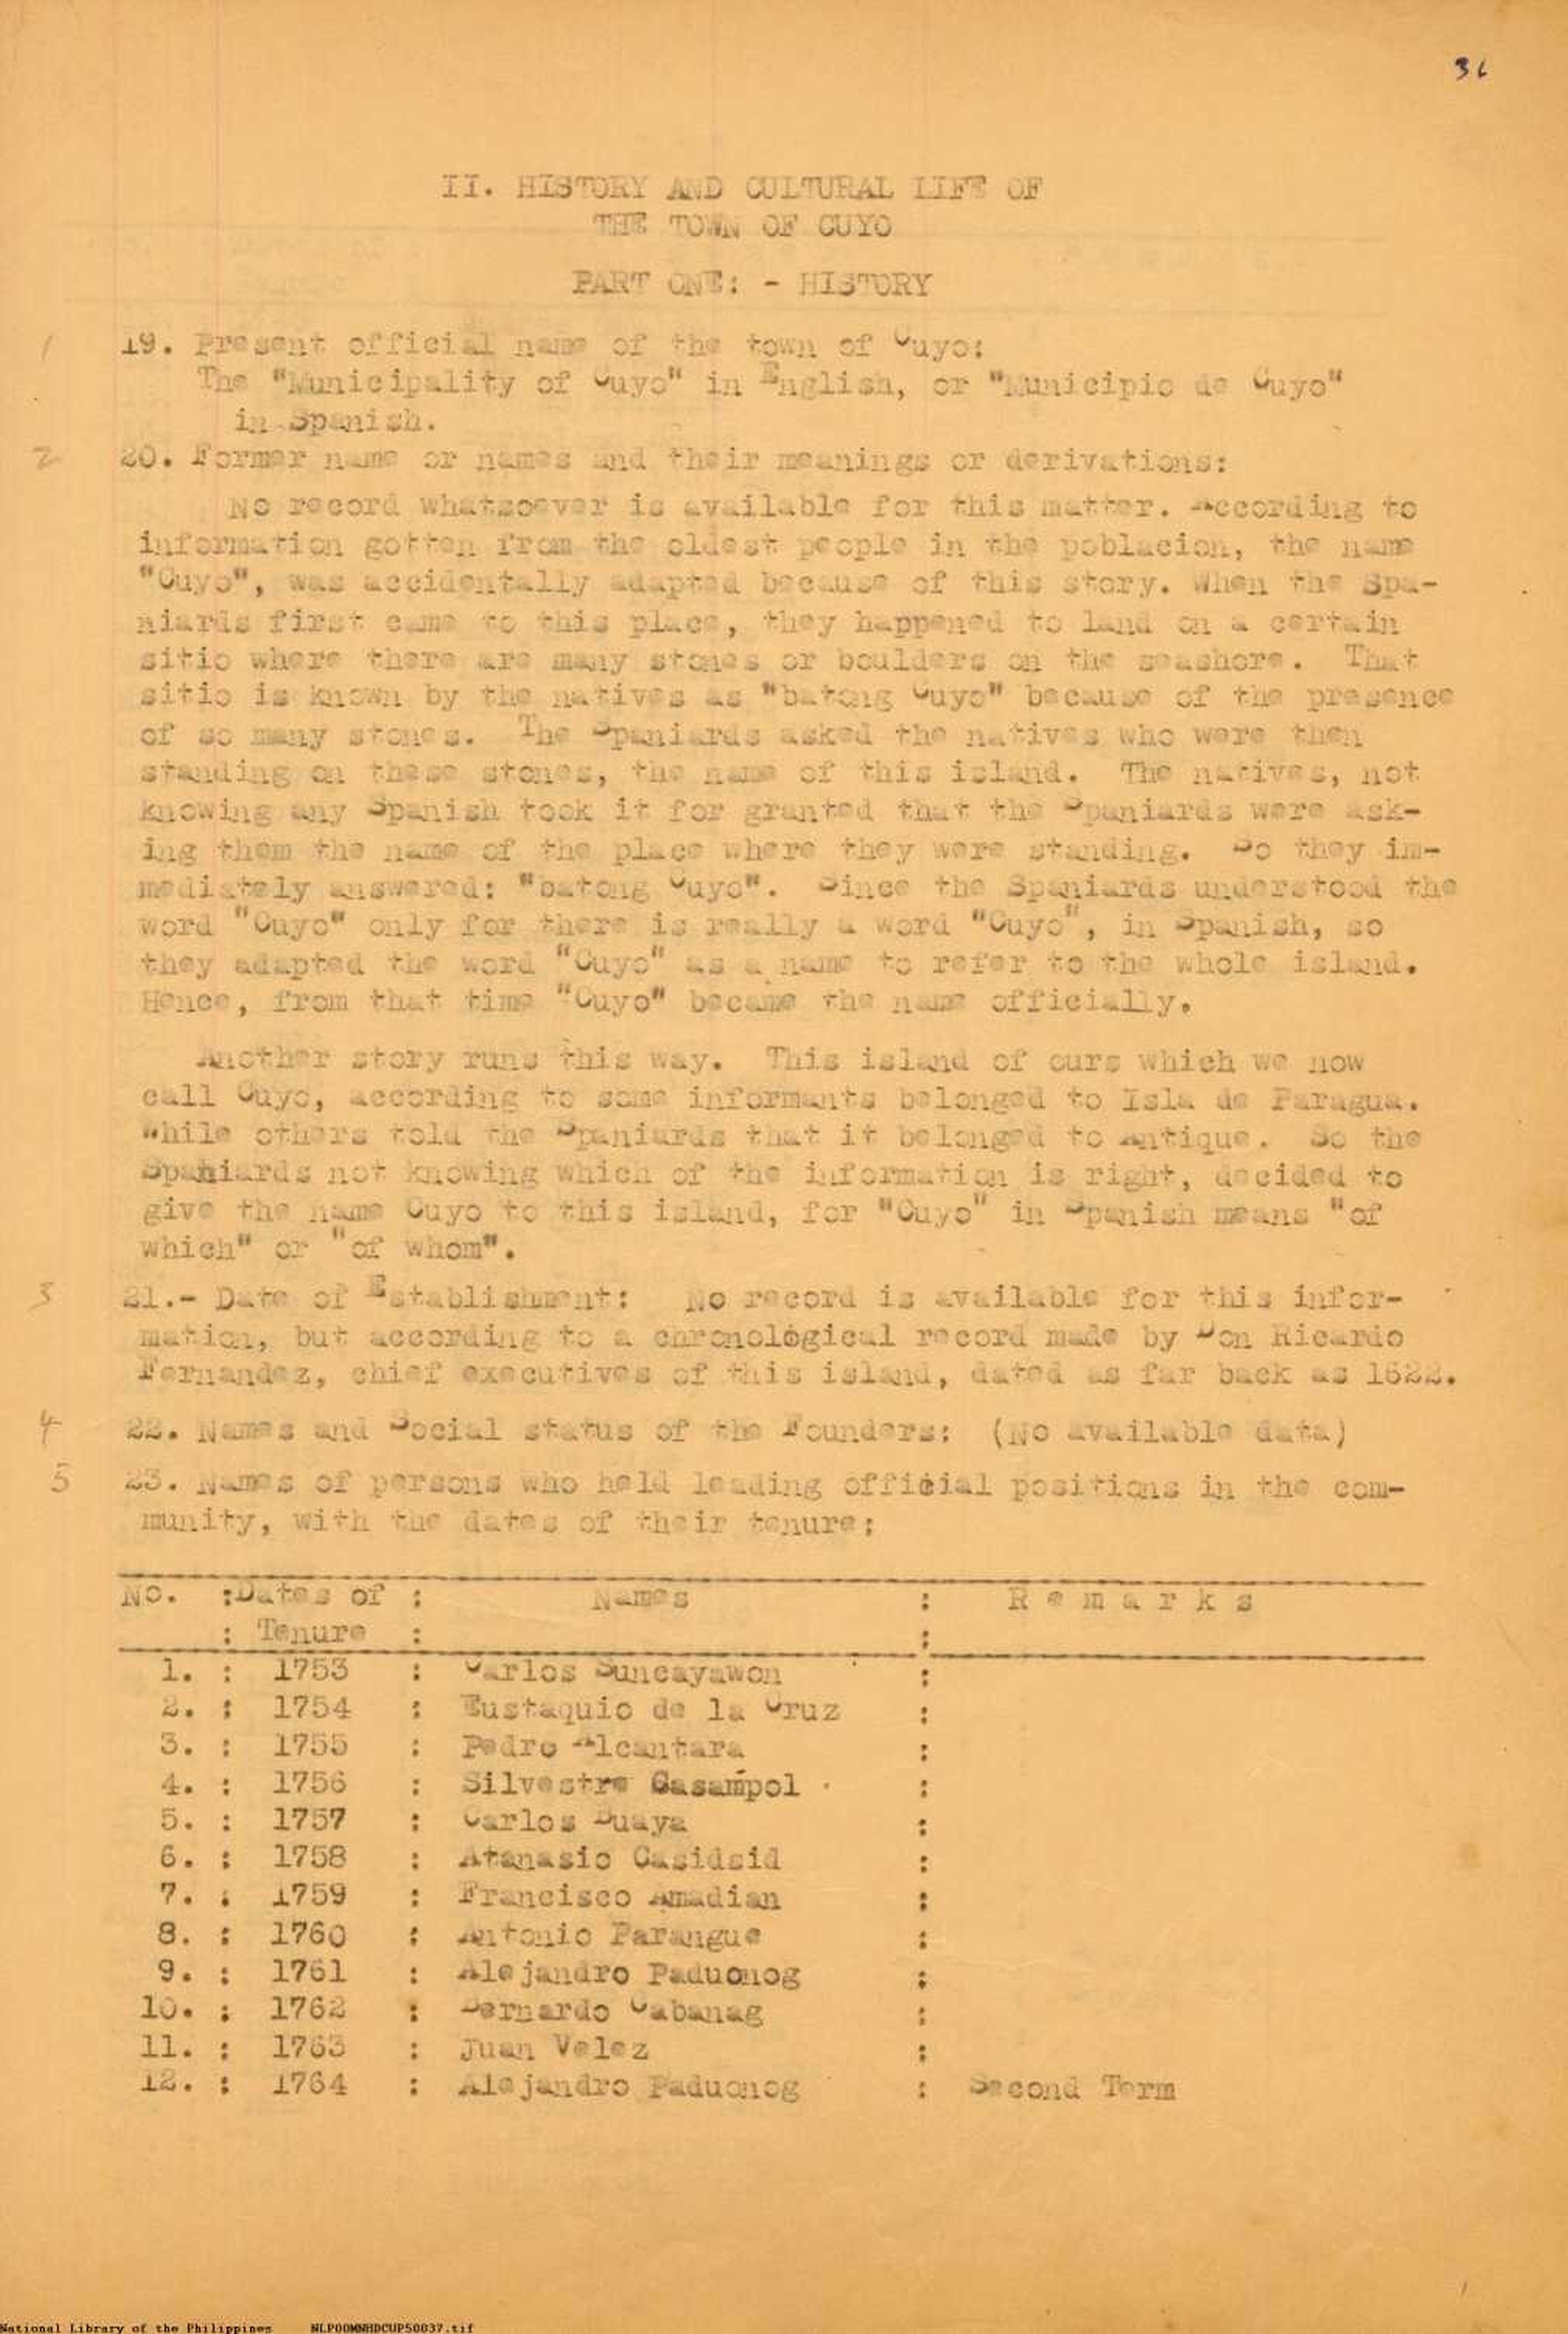 36
II. HISTORY AND CULTURAL LIFE OF
THE TOWN OF CUYO
PART ONE: - HISTORY
1 19. Present official name of the town of Cuyo:
The "Municipality of Cuyo" in English, or "Municipio de Cuyo"
in Spanish.
2 20. Former name or names and their meanings or derivations:
No record whatsoever is available for this matter. According to
information gotten from the oldest people in the poblacion, the name
"Cuyo", was accidentally adapted because of this story. When the Spa-
niards first came to this place, they happened to land on a certain
sitio where there are many stones or boulders on the seashore. That
sitio is known by the natives as "batong Cuyo" because of the presence
of so many stones. The Spaniards asked the natives who were then
standing on these stones, the name of this island. The natives, not
knowing any Spanish took it for granted that the Spaniards were ask-
ing them the name of the place where they were standing. So they im-
mediately answered: "batong Cuyo". Since the Spaniards understood the
word "Cuyo" only for there is really a word "Cuyo", in Spanish, so
they adapted the word "Cuyo" as a name to refer to the whole island.
Hence, from that time "Cuyo" became the name officially.
Another story runs this way. This island of ours which we now
call Cuyo, according to some informants belonged to Isla de Paragua.
While others told the Spaniards that it belonged to Antique. So the
Spaniards not knowing which of the information is right, decided to
give the name Cuyo to this island, for "Cuyo" in Spanish means "of
which" or "of whom".
3 21.- Date of Establishment: No record is available for this infor-
mation, but according to a chronological record made by Don Ricardo
Fernandez, chief executives of this island, dated as far back as 1622.
4 22. Names and Social status of the Founders: (No available data)
5 23. Names of persons who held leading official positions in the com-
munity, with the dates of their tenure;
No. :Dates of : Names : R e m a r k s
: Tenure : :
1. : 1753 : Carlos Suncayawon :
2. : 1754 : Eustaquio de la Cruz :
3. : 1755 : Pedro Alcantara :
4. : 1756 : Silvestre Gasampol :
5. : 1757 : Carlos :
6. : 1758 : Atanasio Casidsid :
7. : 1759 : Francisco Amadian :
8. : 1760 : Antonio Parangue :
9. : 1761 : Alejandro Paduonog :
10. : 1762 : Bernardo Cabanag :
11. : 1763 : Juan Velez :
12. : 1764 : Alejandro Paduonog : Second Term
National Library of the Philippines NLPOOMNHDCUP50037.tif